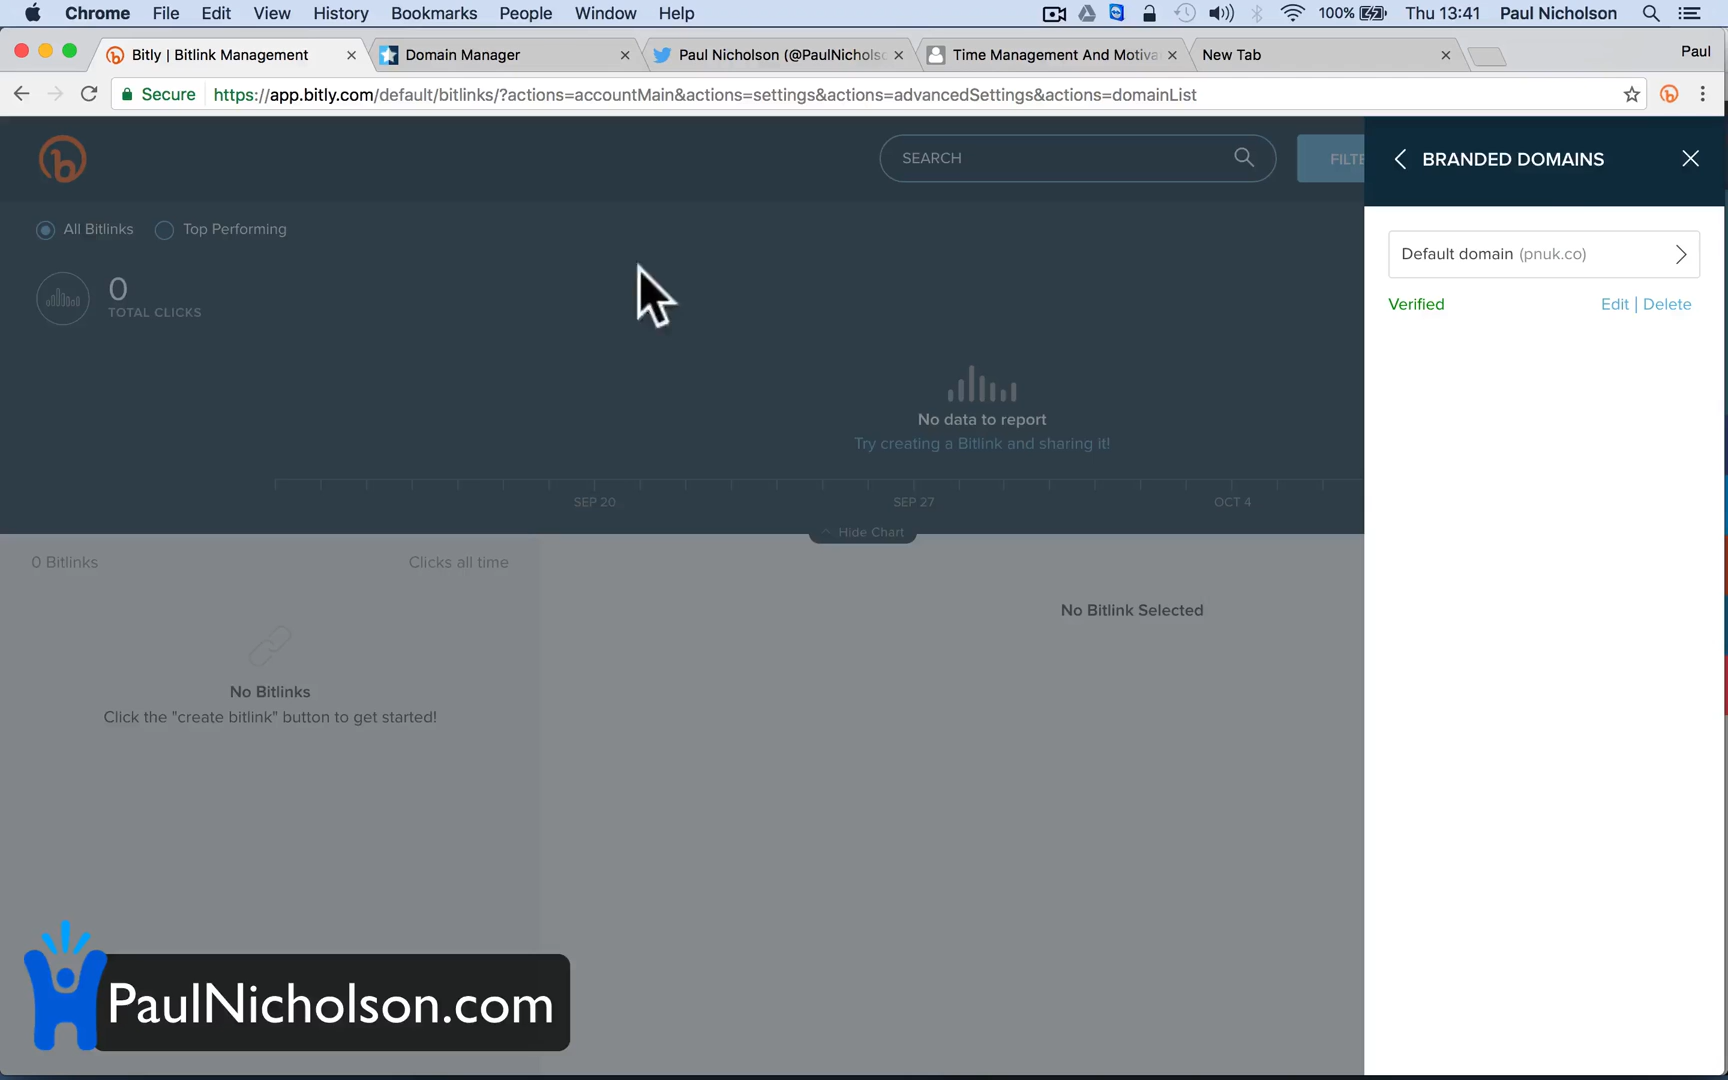 Chrome File Edit View History Bookmarks People Window Help 100% Thu 13:41 Paul Nicholson
Bitly | Bitlink Management Domain Manager Paul Nicholson (@PaulNicholso Time Management And Motiva New Tab Paul
Secure https://app.bitly.com/default/bitlinks/?actions=accountMain&actions=settings&actions=advancedSettings&actions=domainList
SEARCH FILTE BRANDED DOMAINS
All Bitlinks Top Performing
Default domain (pnuk.co)
0
TOTAL CLICKS
Verified Edit | Delete
No data to report
Try creating a Bitlink and sharing it!
SEP 20 SEP 27 OCT 4
Hide Chart
0 Bitlinks Clicks all time
No Bitlink Selected
No Bitlinks
Click the "create bitlink" button to get started!
PaulNicholson.com